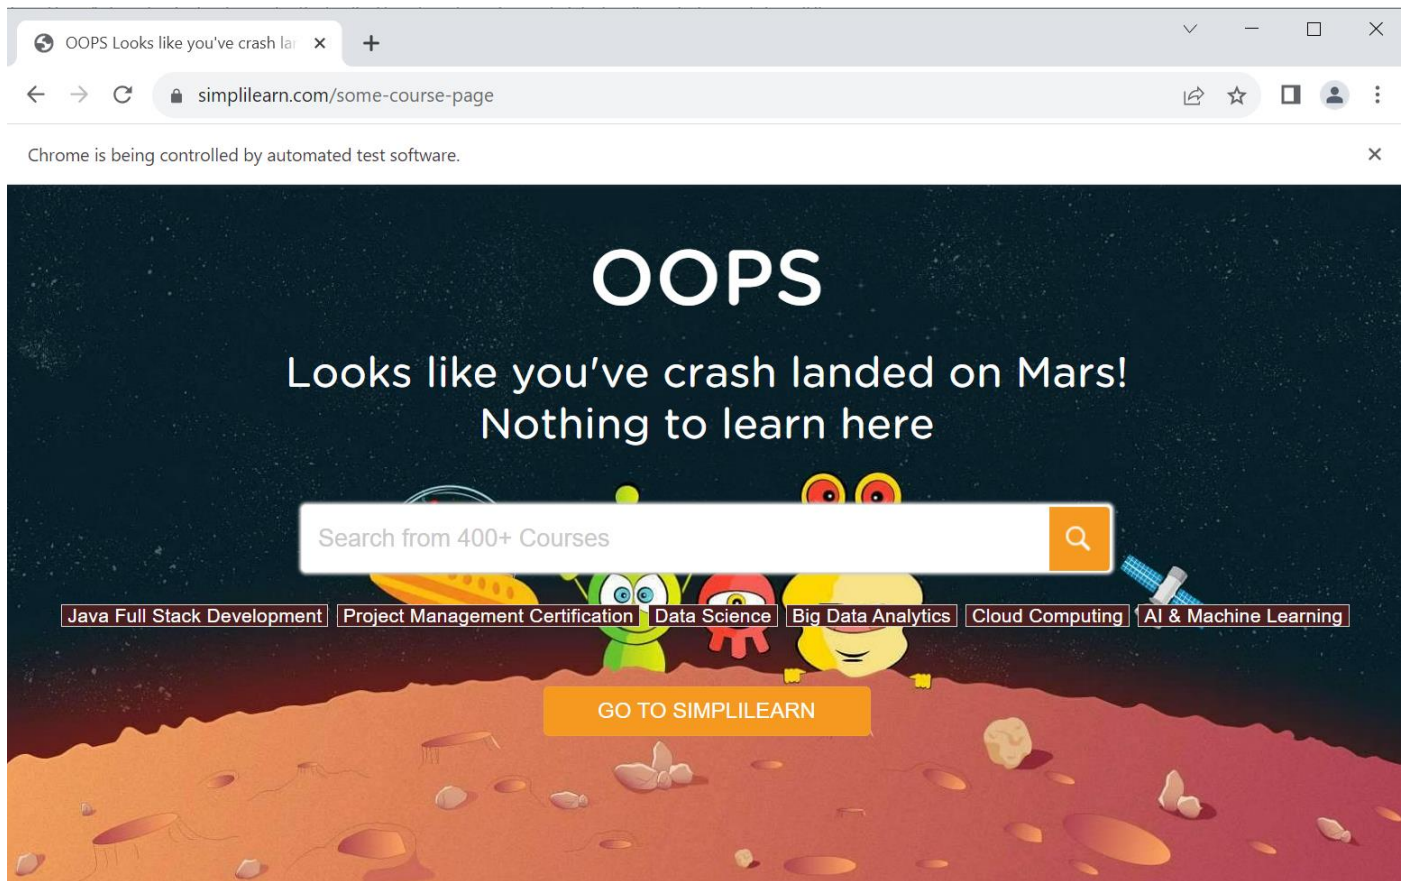 OOPS Looks like you've crash la
simplilearn.com/some-course-page
Chrome is being controlled by automated test software.
OOPS
Looks like you've crash landed on Mars!
Nothing to learn here
Search from 400+ Courses
Java Full Stack Development Project Management Certification Data Science Big Data Analytics Cloud Computing AI & Machine Learning
GO TO SIMPLILEARN